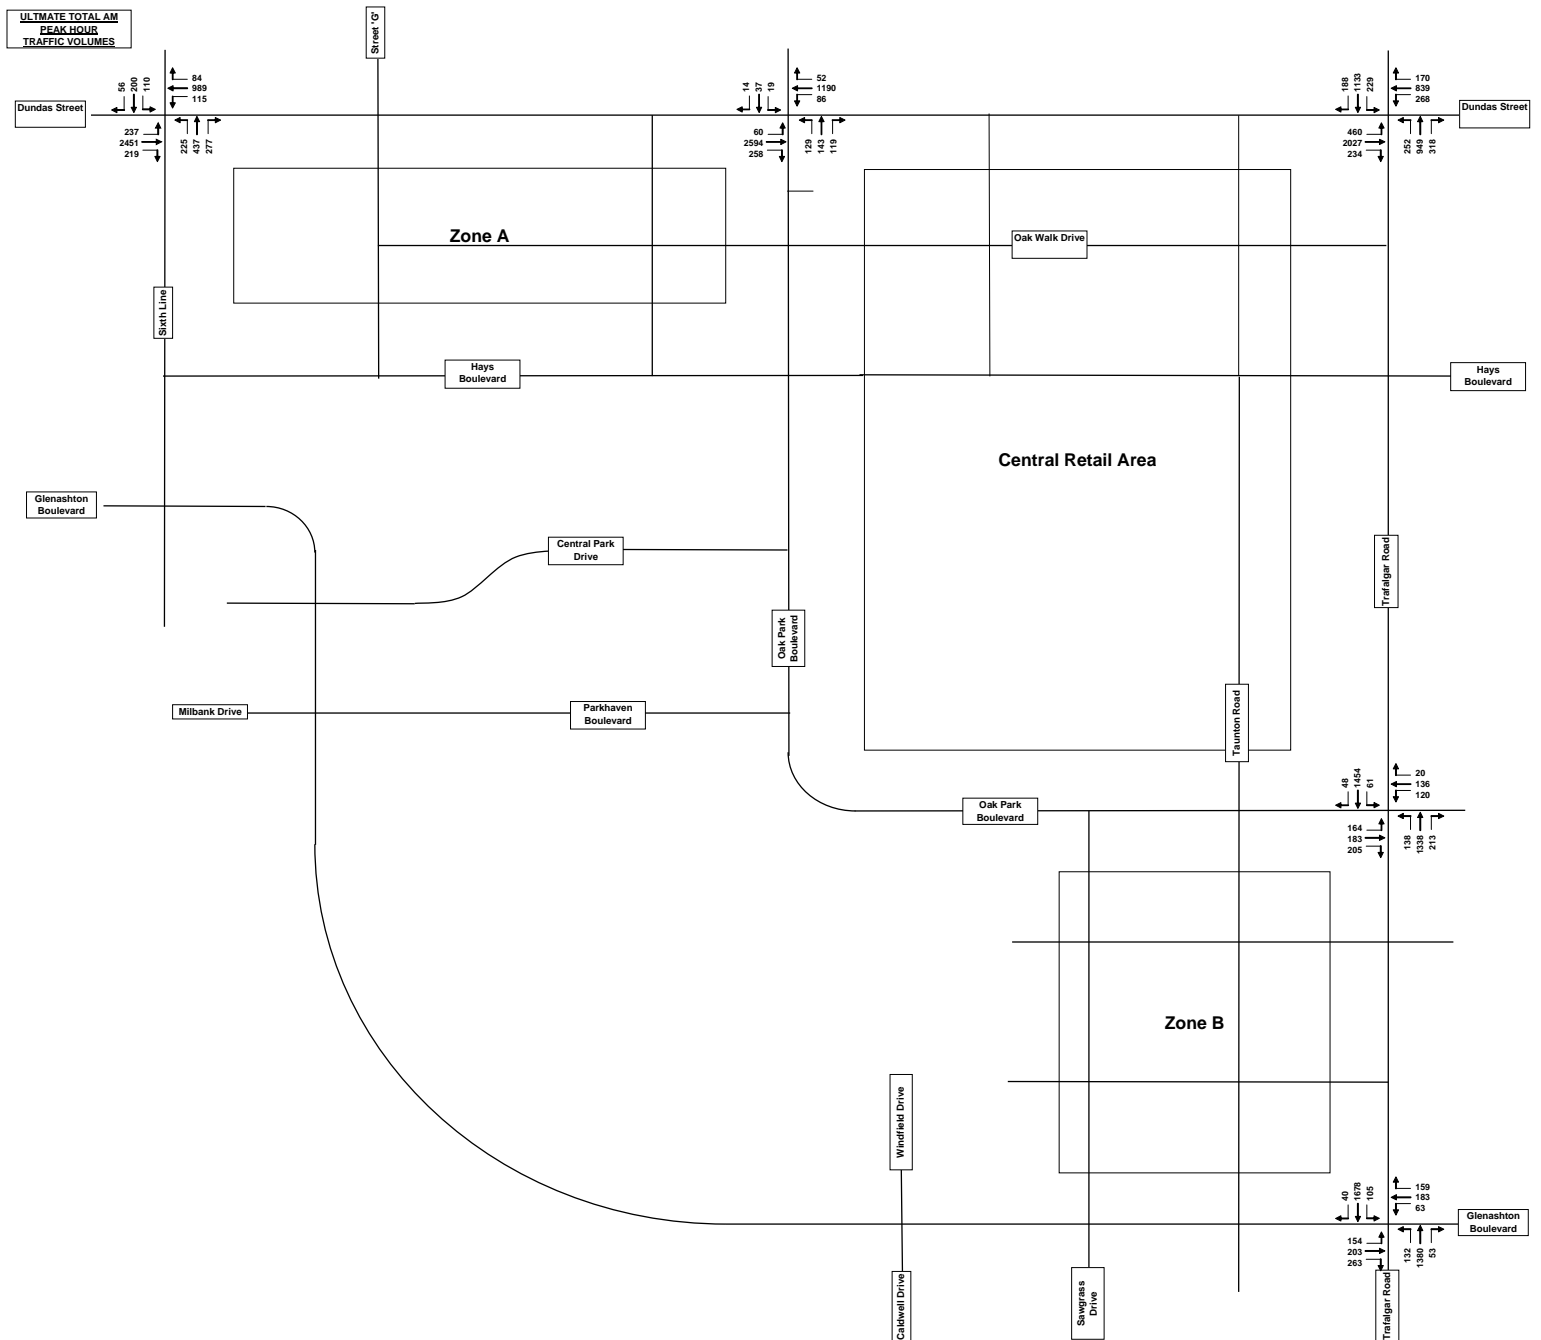 ULTMATE TOTAL AM
PEAK HOUR
TRAFFIC VOLUMES
Street 'G'
Dundas Street
56
200
110
84
989
115
237
2451
219
225
437
277
14
37
19
52
1190
86
60
2594
258
129
143
119
188
1133
229
170
839
268
460
2027
234
252
949
318
Dundas Street
Zone A
Oak Walk Drive
Sixth Line
Hays
Boulevard
Hays
Boulevard
Central Retail Area
Glenashton
Boulevard
Central Park
Drive
Trafalgar Road
Oak Park
Boulevard
Milbank Drive
Parkhaven
Boulevard
Taunton Road
Oak Park
Boulevard
48
1454
61
20
136
120
164
183
205
138
1338
213
Zone B
Windfield Drive
40
1678
105
159
183
63
154
203
263
132
1380
53
Glenashton
Boulevard
Caldwell Drive
Sawgrass
Drive
Trafalgar Road